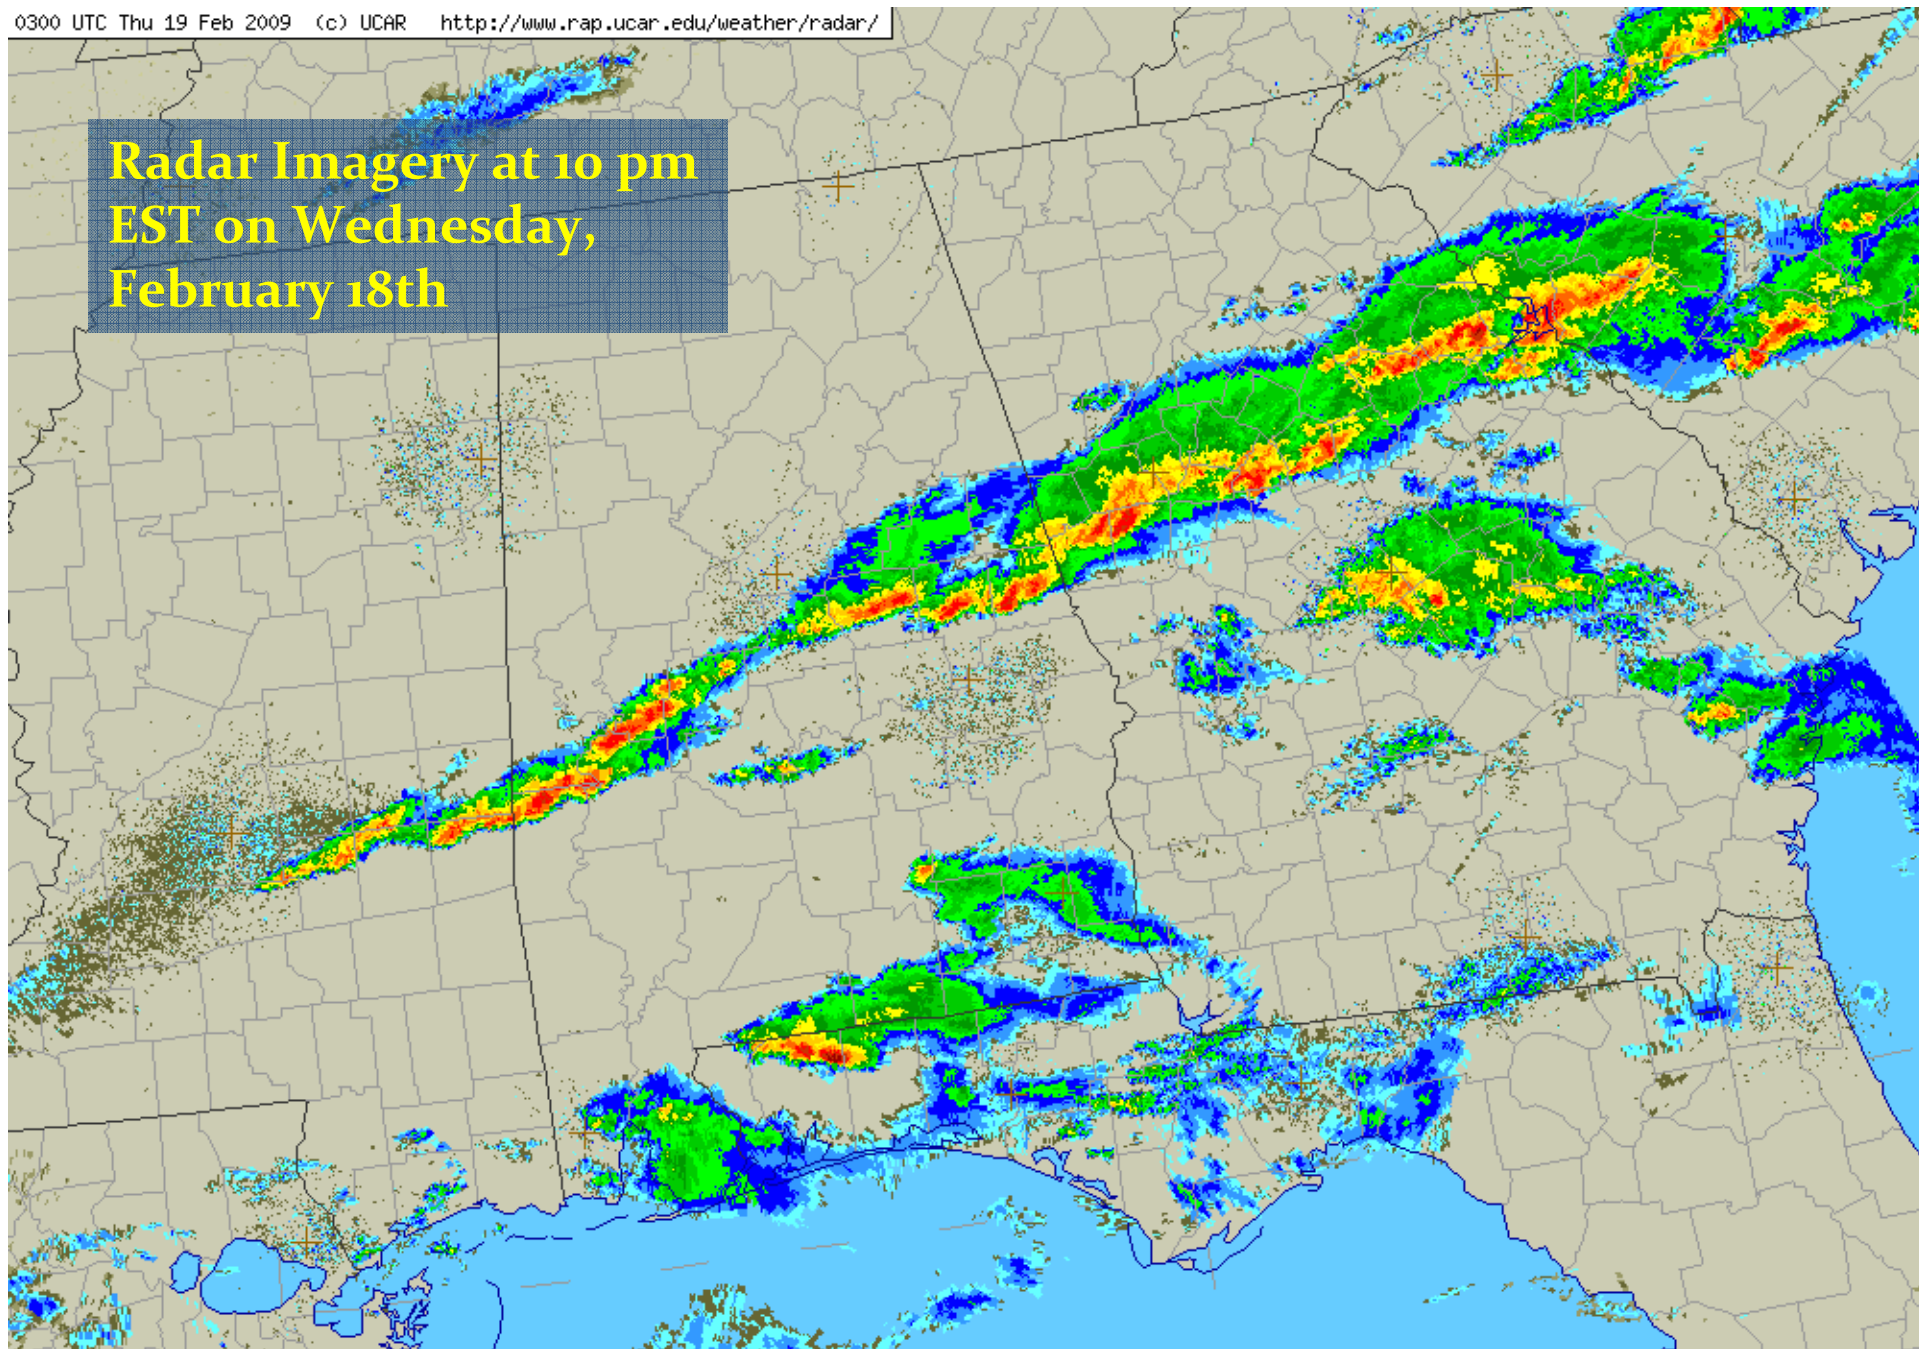 0300 UTC Thu 19 Feb 2009 (c) UCAR http://www.rap.ucar.edu/weather/radar/
Radar Imagery at 10 pm
EST on Wednesday,
February 18th